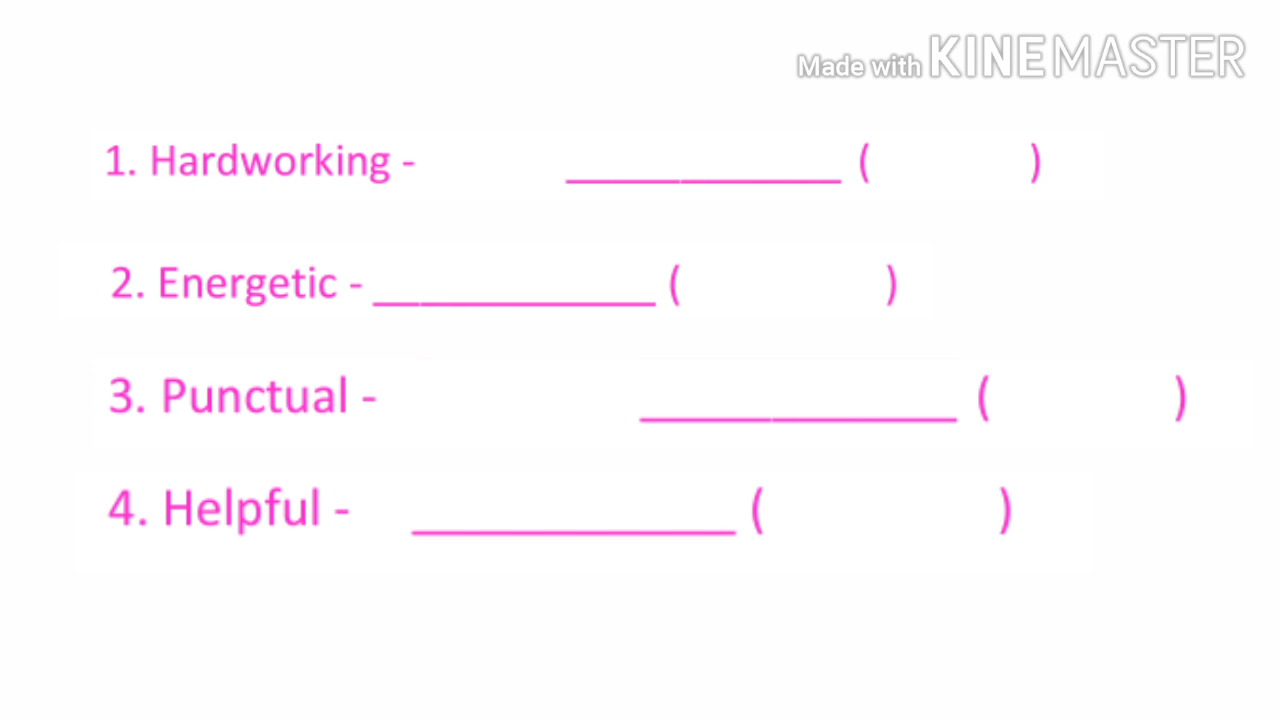 Made with KINEMASTER
1. Hardworking - ____________ ( )
2. Energetic - ____________ ( )
3. Punctual - ____________ ( )
4. Helpful - ____________ ( )